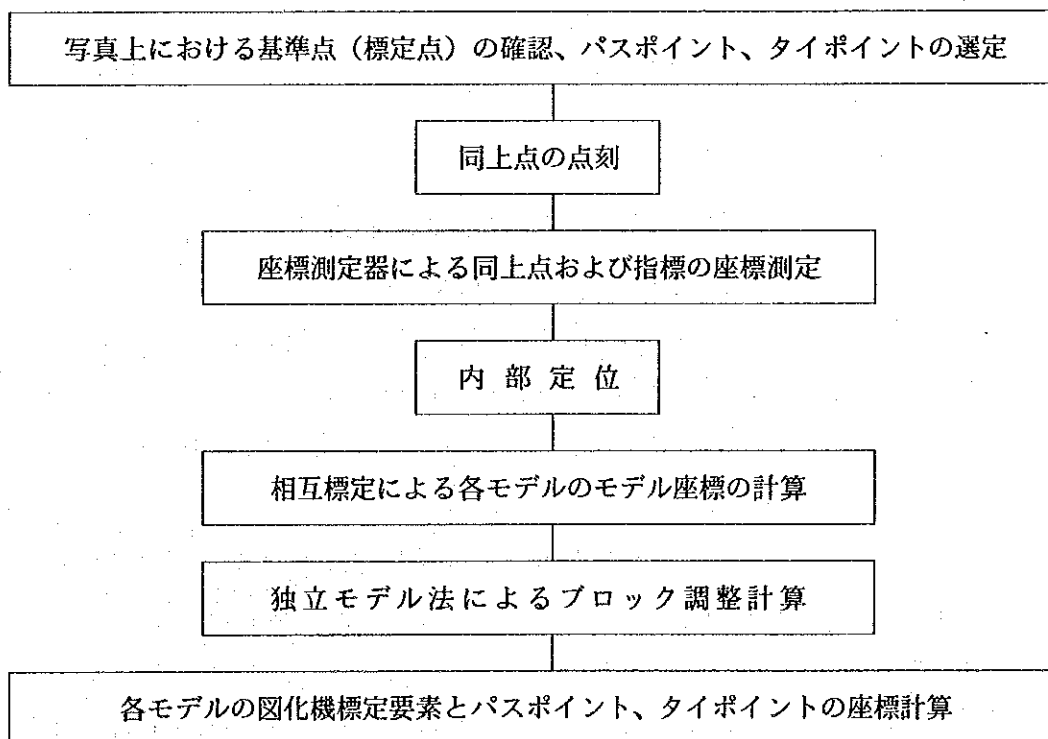 写真上における基準点（標定点）の確認、パスポイント、タイポイントの選定
同上点の点刻
座標測定器による同上点および指標の座標測定
内部定位
相互標定による各モデルのモデル座標の計算
独立モデル法によるブロック調整計算
各モデルの図化機標定要素とパスポイント、タイポイントの座標計算